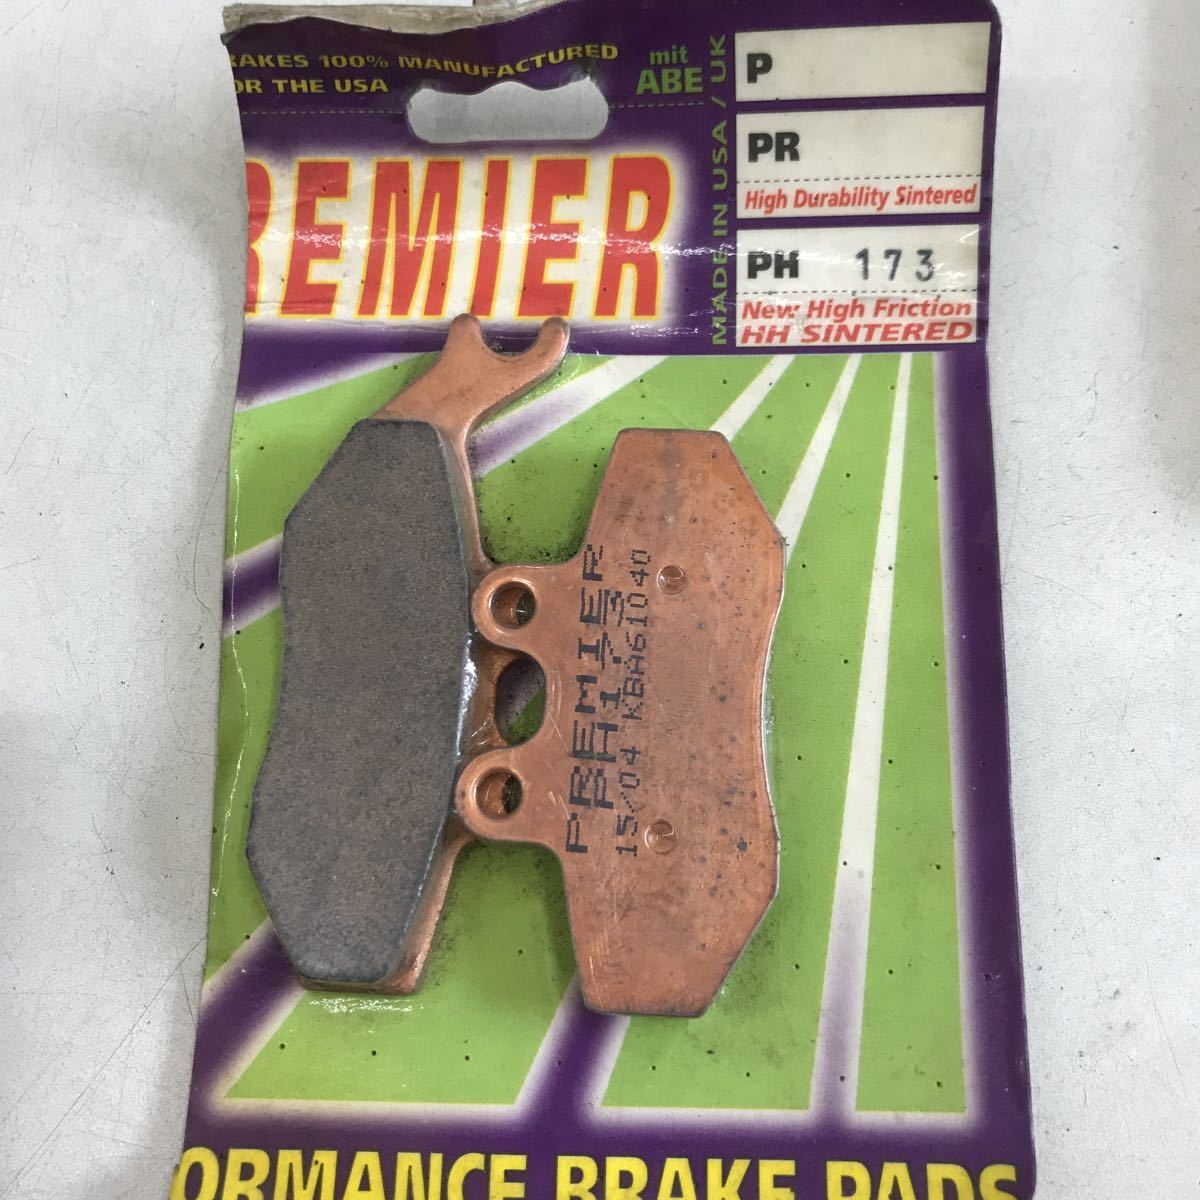 RAKES 100% MANUFACTURED
OR THE USA
mit
ABE
MADE IN USA / UK
REMIER
P
PR
High Durability Sintered
PH 173
New High Friction
HH SINTERED
PREMIER
PH173
15/04 KBA61040
ORMANCE BRAKE PADS